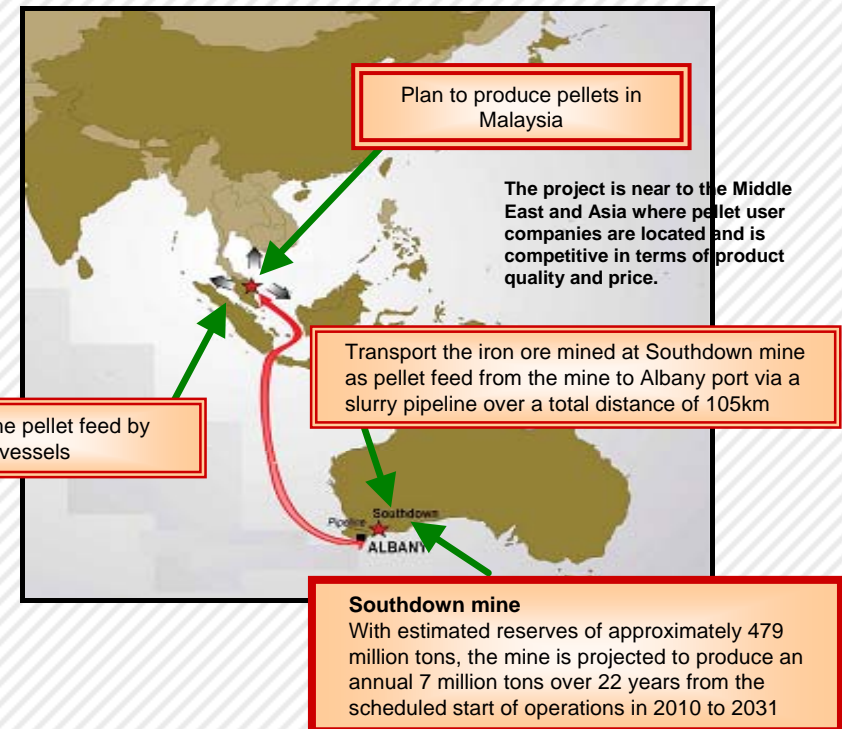 Plan to produce pellets in
Malaysia
The project is near to the Middle
East and Asia where pellet user
companies are located and is
competitive in terms of product
quality and price.
Transport the iron ore mined at Southdown mine
as pellet feed from the mine to Albany port via a
slurry pipeline over a total distance of 105km
pellet feed by
vessels
Southdown
Pipeline
ALBANY
Southdown mine
With estimated reserves of approximately 479
million tons, the mine is projected to produce an
annual 7 million tons over 22 years from the
scheduled start of operations in 2010 to 2031